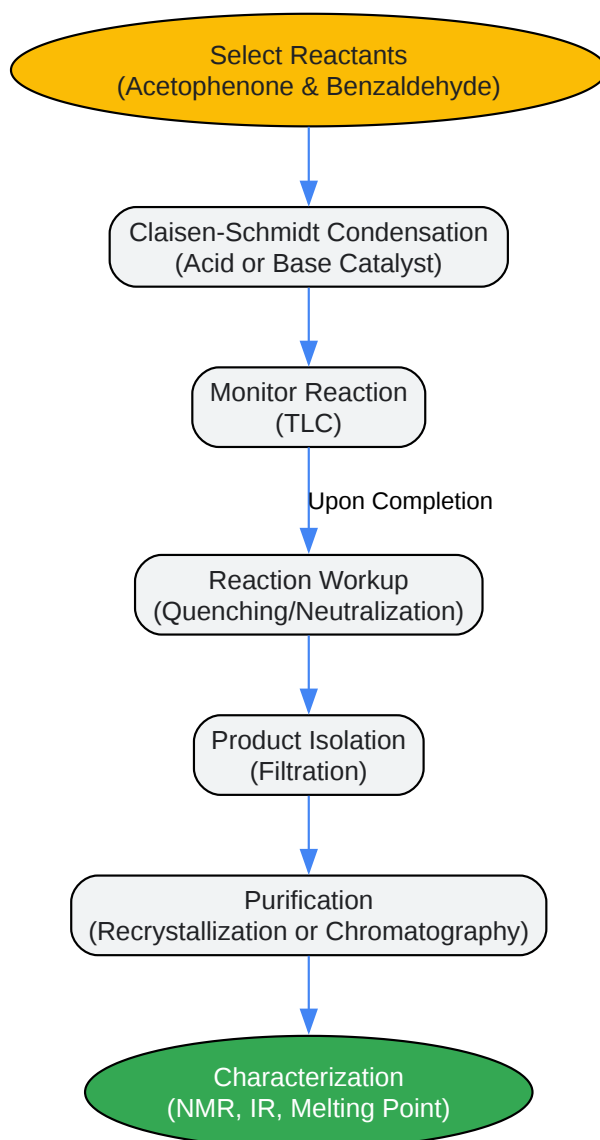 Select Reactants
(Acetophenone & Benzaldehyde)
Claisen-Schmidt Condensation
(Acid or Base Catalyst)
Monitor Reaction
(TLC)
Upon Completion
Reaction Workup
(Quenching/Neutralization)
Product Isolation
(Filtration)
Purification
(Recrystallization or Chromatography)
Characterization
(NMR, IR, Melting Point)